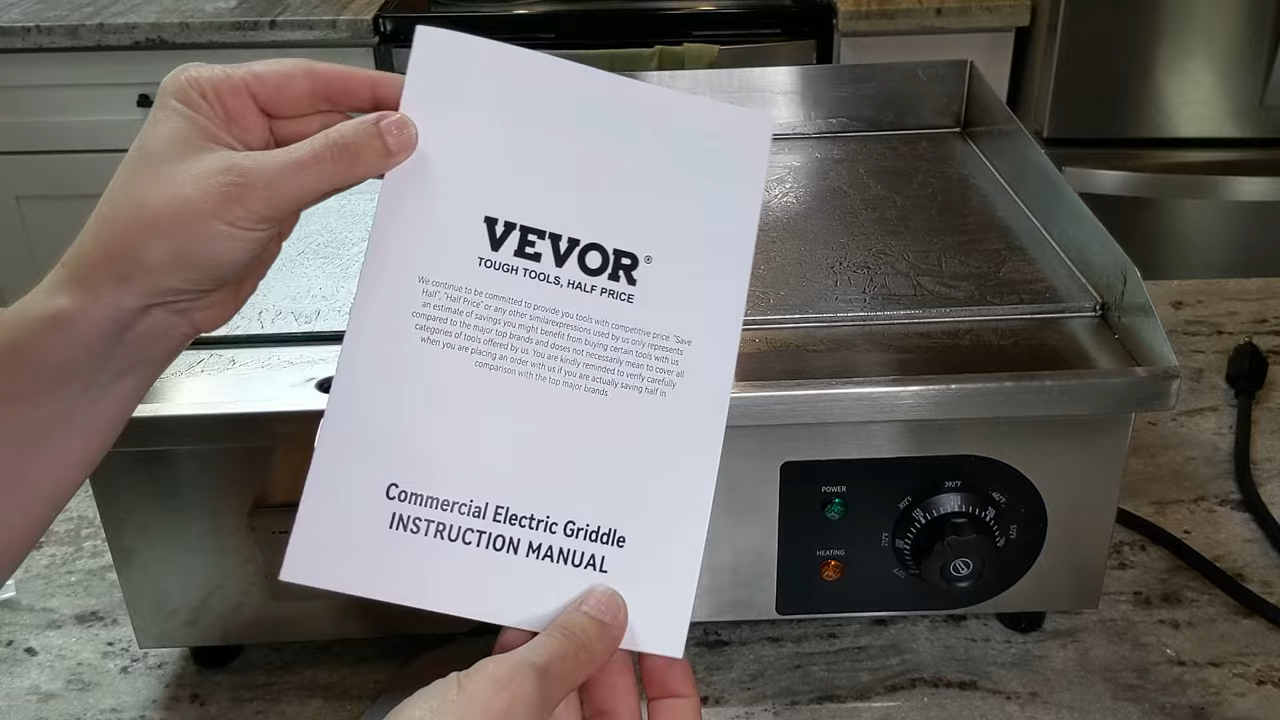 VEVOR®
TOUGH TOOLS, HALF PRICE
We continue to be committed to provide you tools with competitive price. "Save
Half", "Half Price" or any other similarexpressions used by us only represents
an estimate of savings you might benefit from buying certain tools with us
compared to the major top brands and doses not necessarily mean to cover all
categories of tools offered by us. You are kindly reminded to verify carefully
when you are placing an order with us if you are actually saving half in
comparison with the top major brands.
Commercial Electric Griddle
INSTRUCTION MANUAL
POWER
HEATING
212°F
302°F
392°F
482°F
572°F